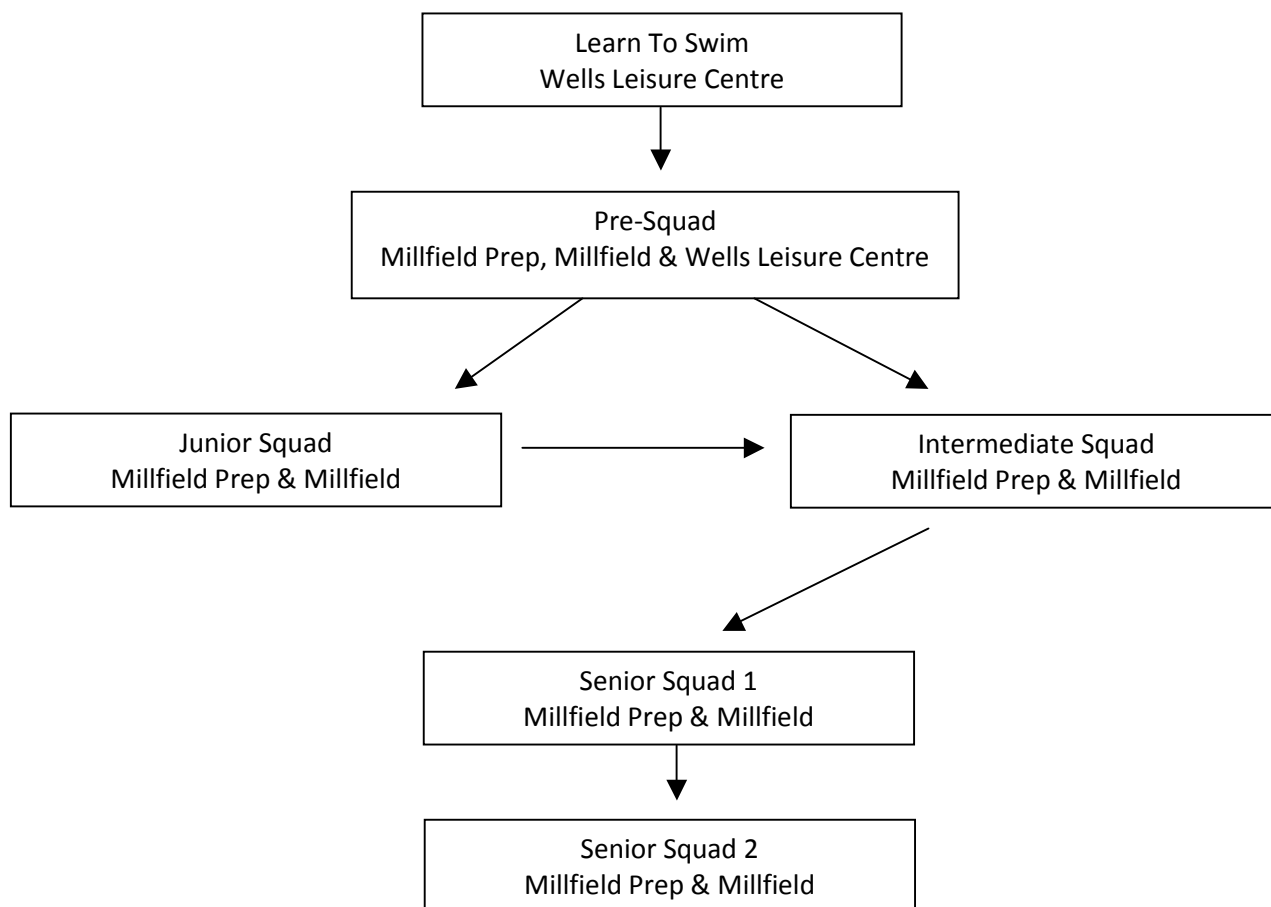 Learn To Swim
Wells Leisure Centre
Pre-Squad
Millfield Prep, Millfield & Wells Leisure Centre
Junior Squad
Millfield Prep & Millfield
Intermediate Squad
Millfield Prep & Millfield
Senior Squad 1
Millfield Prep & Millfield
Senior Squad 2
Millfield Prep & Millfield